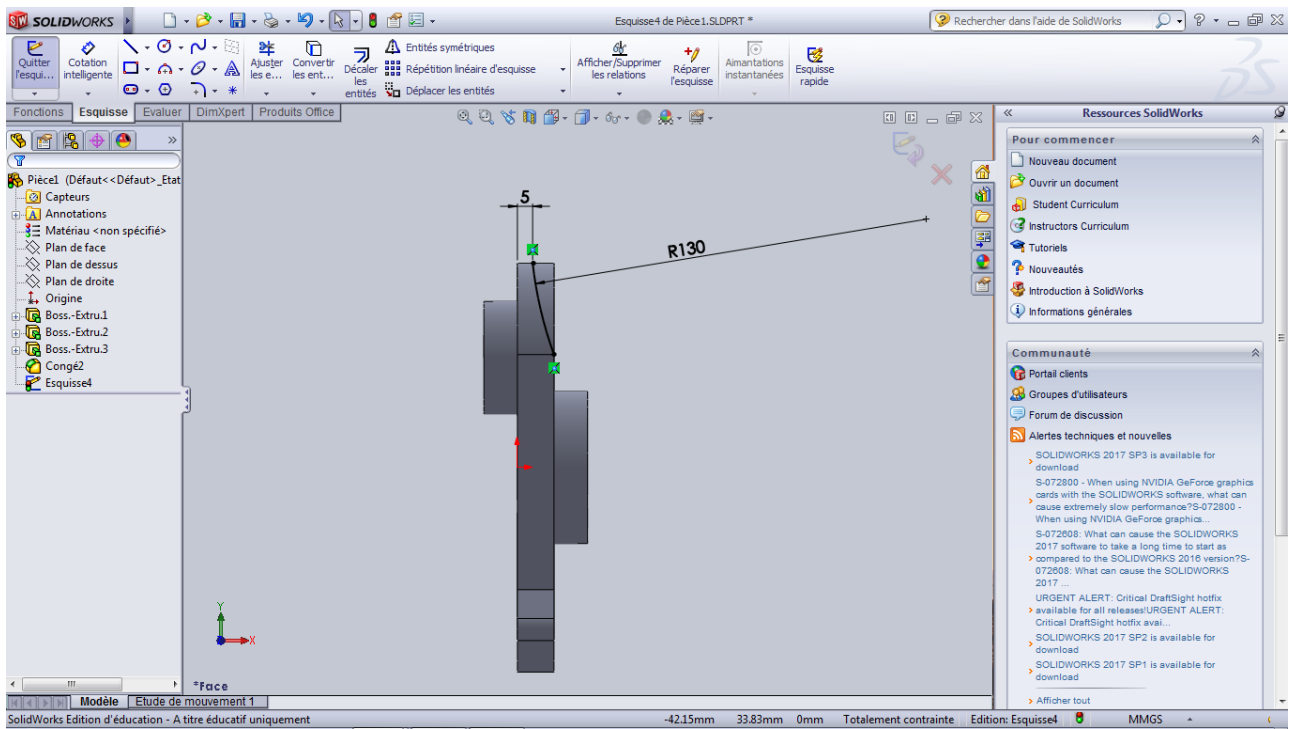 SOLIDWORKS
Esquisse4 de Pièce1.SLDPRT *
Rechercher dans l'aide de SolidWorks
Quitter l'esqui...
Cotation intelligente
Ajuster les e...
Convertir les ent...
Décaler les entités
Entités symétriques
Répétition linéaire d'esquisse
Déplacer les entités
Afficher/Supprimer les relations
Réparer l'esquisse
Aimantations instantanées
Esquisse rapide
Fonctions
Esquisse
Evaluer
DimXpert
Produits Office
Pièce1 (Défaut<<Défaut>_Etat
Capteurs
Annotations
Matériau <non spécifié>
Plan de face
Plan de dessus
Plan de droite
Origine
Boss.-Extru.1
Boss.-Extru.2
Boss.-Extru.3
Congé2
Esquisse4
5
R130
Y
X
*Face
Ressources SolidWorks
Pour commencer
Nouveau document
Ouvrir un document
Student Curriculum
Instructors Curriculum
Tutoriels
Nouveautés
Introduction à SolidWorks
Informations générales
Communauté
Portail clients
Groupes d'utilisateurs
Forum de discussion
Alertes techniques et nouvelles
SOLIDWORKS 2017 SP3 is available for
download
S-072800 - When using NVIDIA GeForce graphics
cards with the SOLIDWORKS software, what can
cause extremely slow performance?S-072800 -
When using NVIDIA GeForce graphics...
S-072608: What can cause the SOLIDWORKS
2017 software to take a long time to start as
compared to the SOLIDWORKS 2016 version?S-
072608: What can cause the SOLIDWORKS
2017 ...
URGENT ALERT: Critical DraftSight hotfix
available for all releases!URGENT ALERT:
Critical DraftSight hotfix avai...
SOLIDWORKS 2017 SP2 is available for
download
SOLIDWORKS 2017 SP1 is available for
download
Afficher tout
Modèle
Etude de mouvement 1
SolidWorks Edition d'éducation - A titre éducatif uniquement
-42.15mm 33.83mm 0mm Totalement contrainte Edition: Esquisse4 MMGS